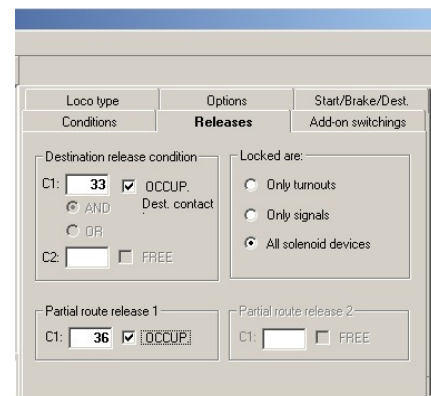 Loco type Options Start/Brake/Dest.
Conditions Releases Add-on switchings
Destination release condition
C1: 33 OCCUP.
AND Dest. contact
OR
C2: FREE
Locked are:
Only turnouts
Only signals
All solenoid devices
Partial route release 1
C1: 36 OCCUP.
Partial route release 2
C1: FREE